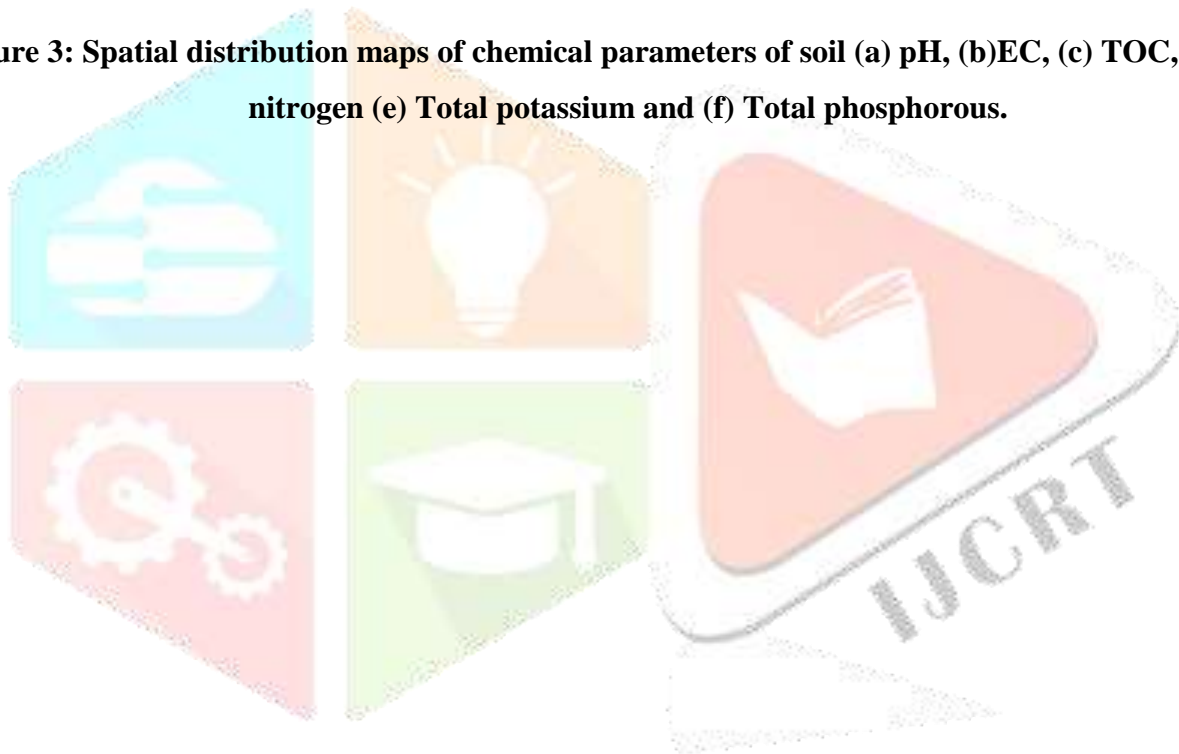 ure 3: Spatial distribution maps of chemical parameters of soil (a) pH, (b)EC, (c) TOC,
nitrogen (e) Total potassium and (f) Total phosphorous.
IJCRT